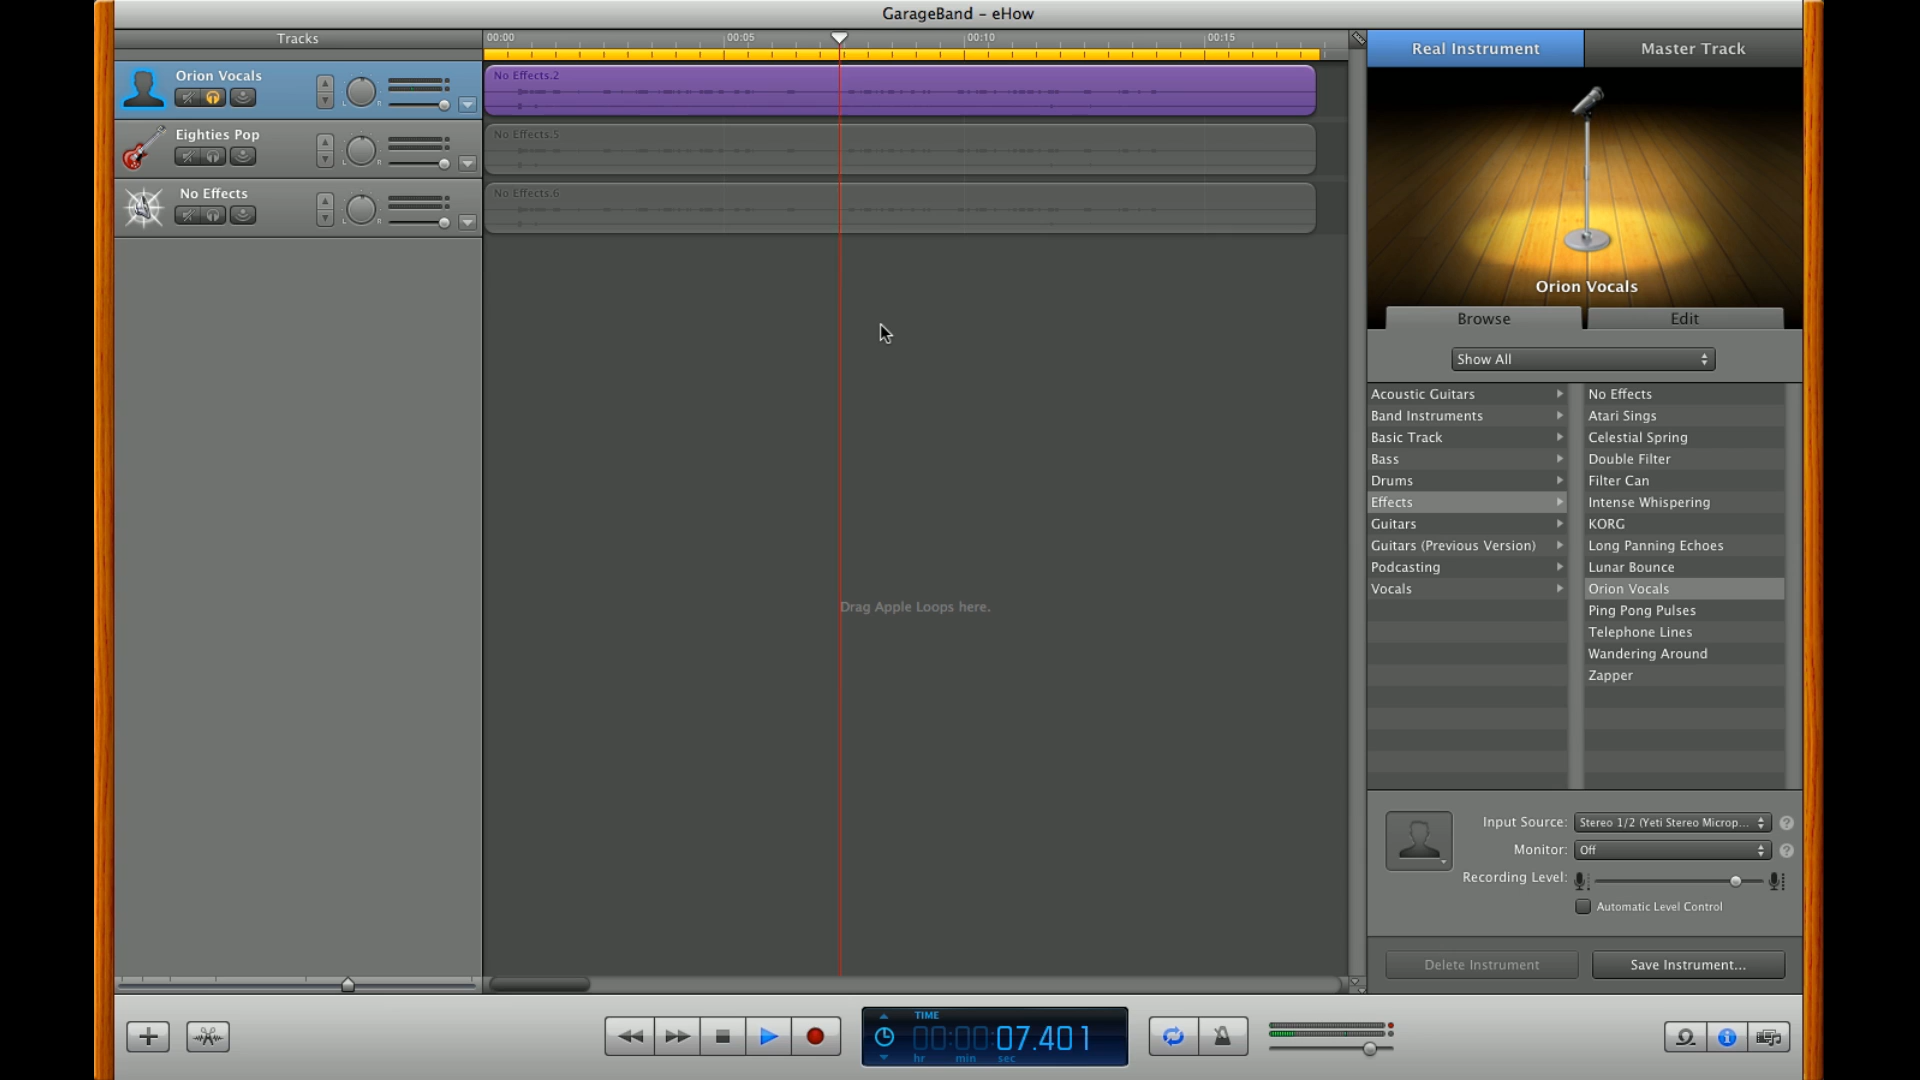 GarageBand – eHow
Tracks
00:00
00:05
00:10
00:15
Real Instrument
Master Track
Orion Vocals
No Effects.2
Eighties Pop
No Effects.5
No Effects
No Effects.6
L R
L R
L R
Orion Vocals
Browse
Edit
Show All
Acoustic Guitars
Band Instruments
Basic Track
Bass
Drums
Effects
Guitars
Guitars (Previous Version)
Podcasting
Vocals
No Effects
Atari Sings
Celestial Spring
Double Filter
Filter Can
Intense Whispering
KORG
Long Panning Echoes
Lunar Bounce
Orion Vocals
Ping Pong Pulses
Telephone Lines
Wandering Around
Zapper
Drag Apple Loops here.
Input Source: Stereo 1/2 (Yeti Stereo Microp... ?
Monitor: Off ?
Recording Level:
Automatic Level Control
Delete Instrument
Save Instrument...
TIME
00:00:07.401
hr min sec